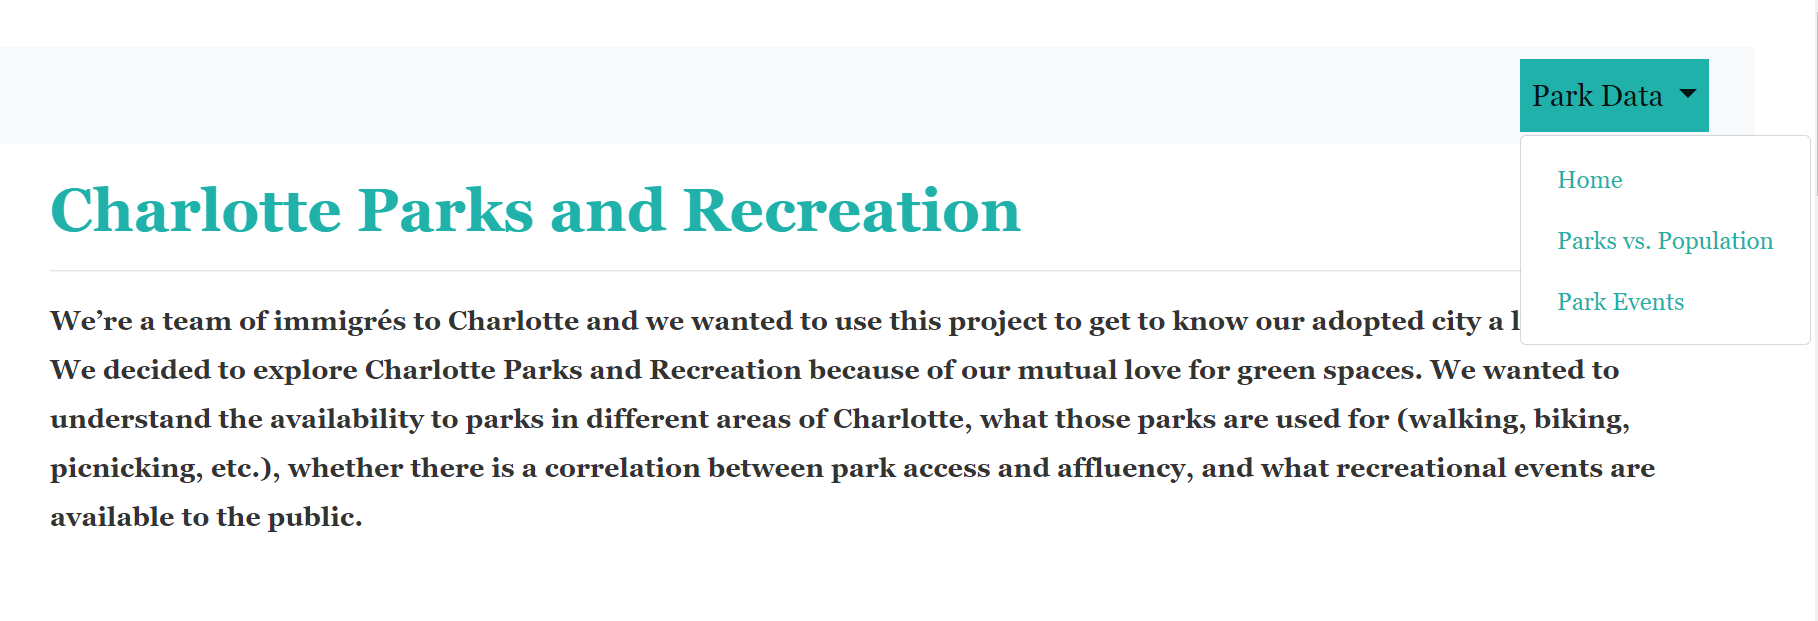 Park Data
Home
Parks vs. Population
Park Events
Charlotte Parks and Recreation
We’re a team of immigrés to Charlotte and we wanted to use this project to get to know our adopted city a
We decided to explore Charlotte Parks and Recreation because of our mutual love for green spaces. We wanted to
understand the availability to parks in different areas of Charlotte, what those parks are used for (walking, biking,
picnicking, etc.), whether there is a correlation between park access and affluency, and what recreational events are
available to the public.